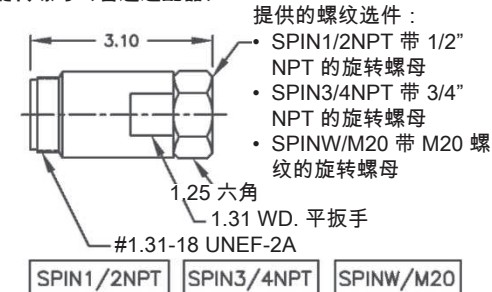 提供的螺纹选件：
3.10
• SPIN1/2NPT 带 1/2”
NPT 的旋转螺母
• SPIN3/4NPT 带 3/4”
NPT 的旋转螺母
• SPINW/M20 带 M20 螺
纹的旋转螺母
1.25 六角
1.31 WD. 平扳手
#1.31-18 UNEF-2A
SPIN1/2NPT
SPIN3/4NPT
SPINW/M20